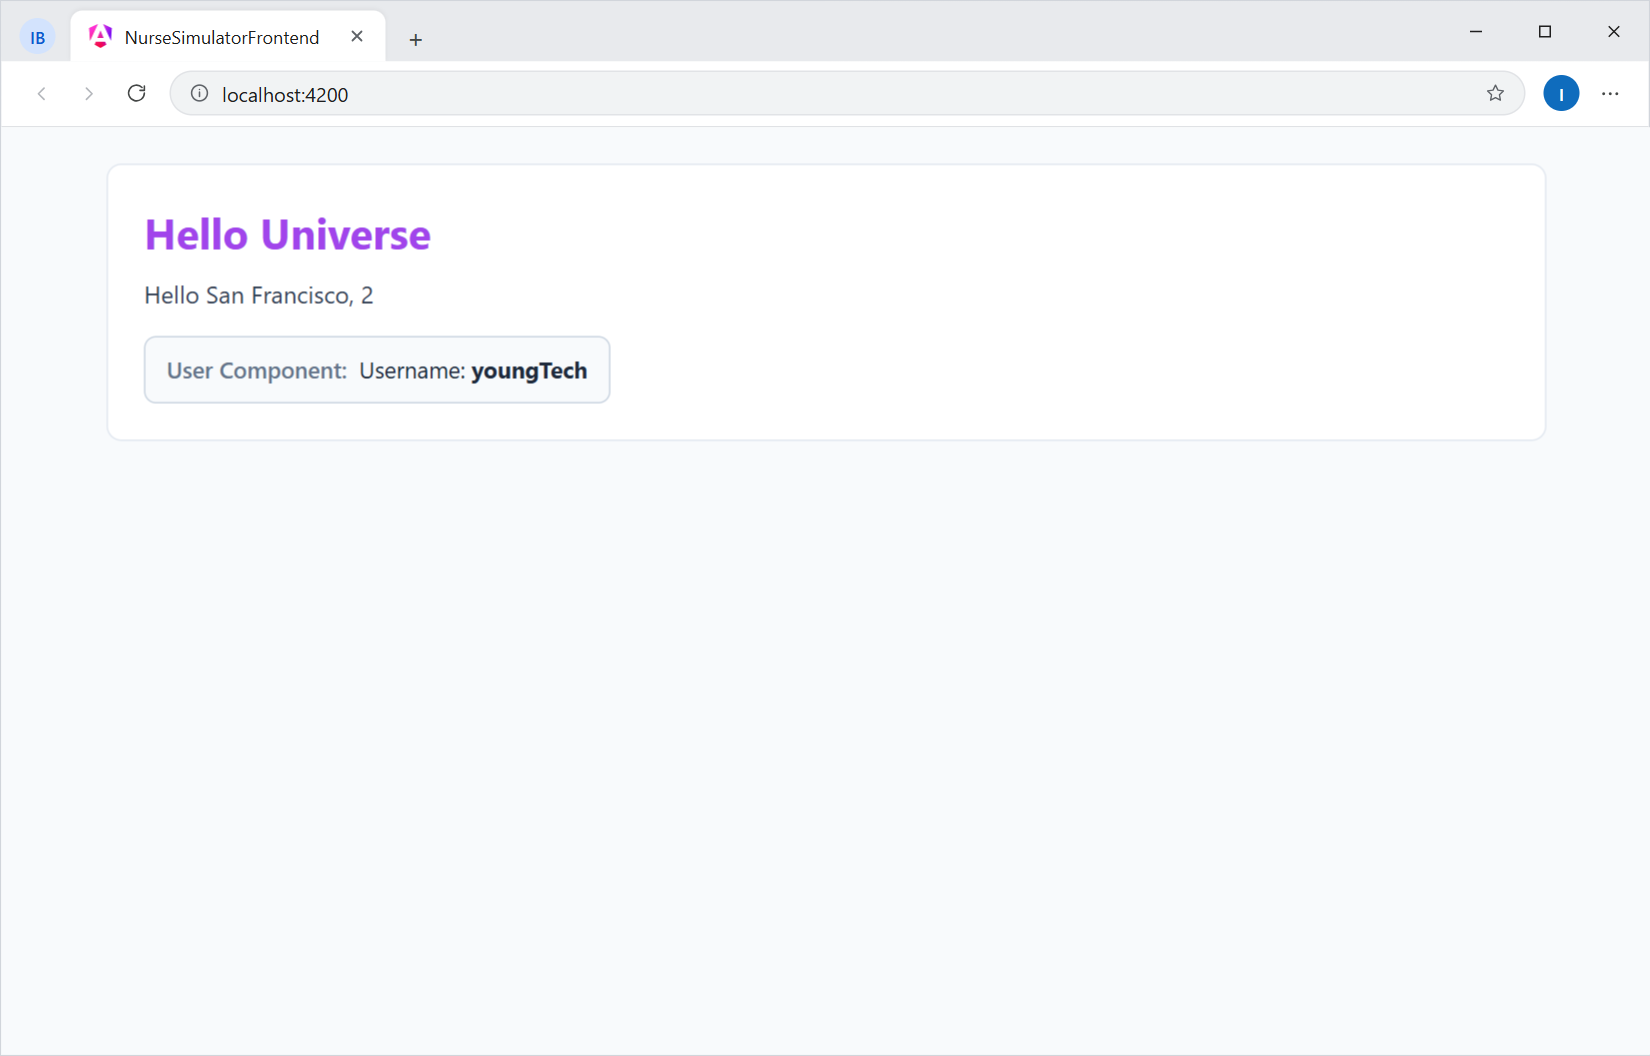 IB
NurseSimulatorFrontend
localhost:4200
I
Hello Universe
Hello San Francisco, 2
User Component: Username: youngTech